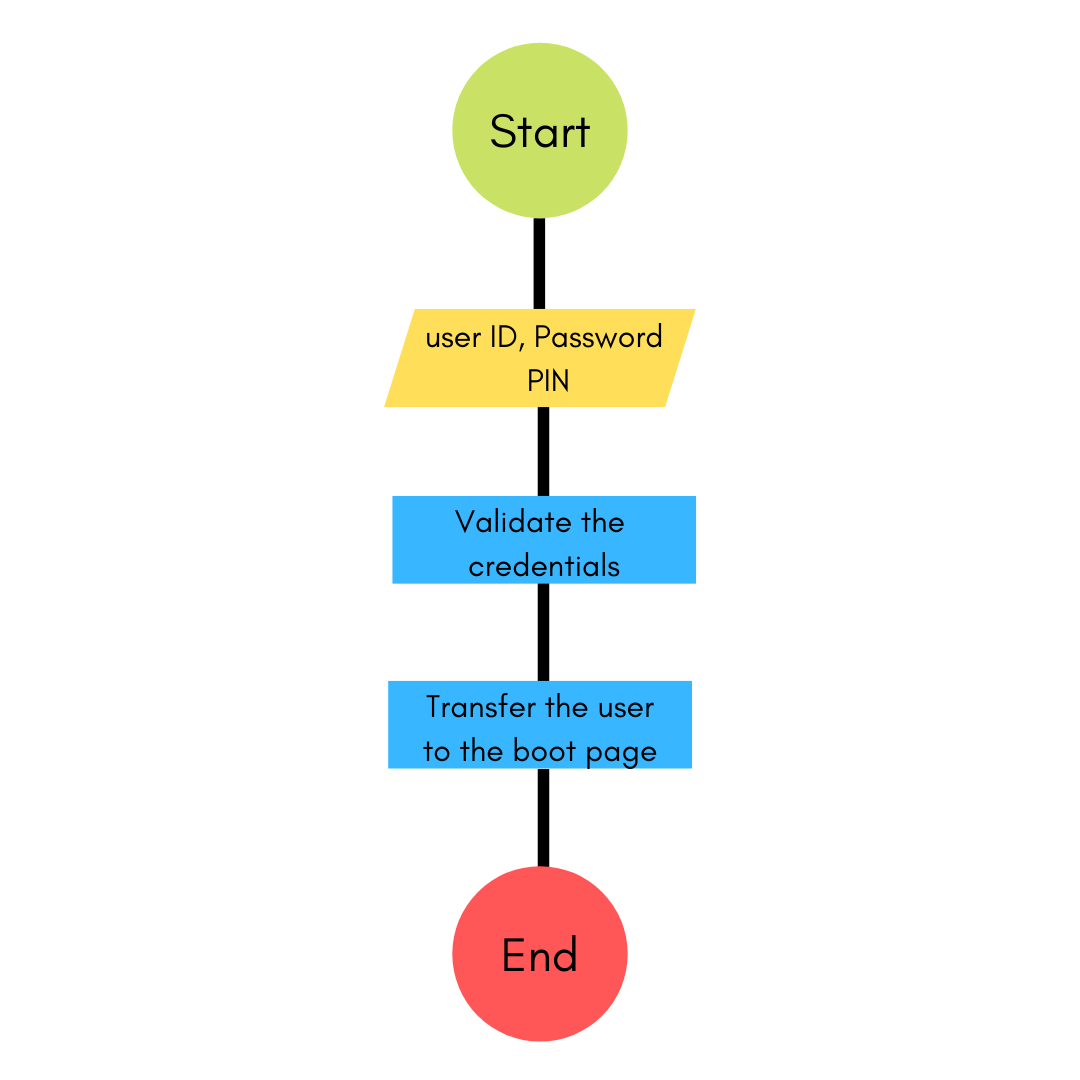 Start
user ID, Password
PIN
Validate the
credentials
Transfer the user
to the boot page
End